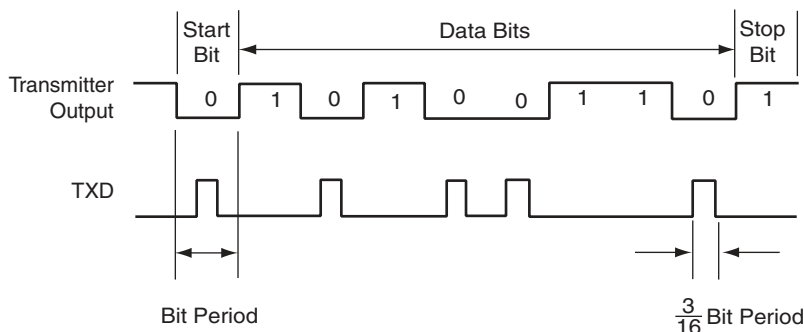 Start Bit
Data Bits
Stop Bit
Transmitter Output
0 1 0 1 0 0 1 1 0 1
TXD
Bit Period
3/16 Bit Period